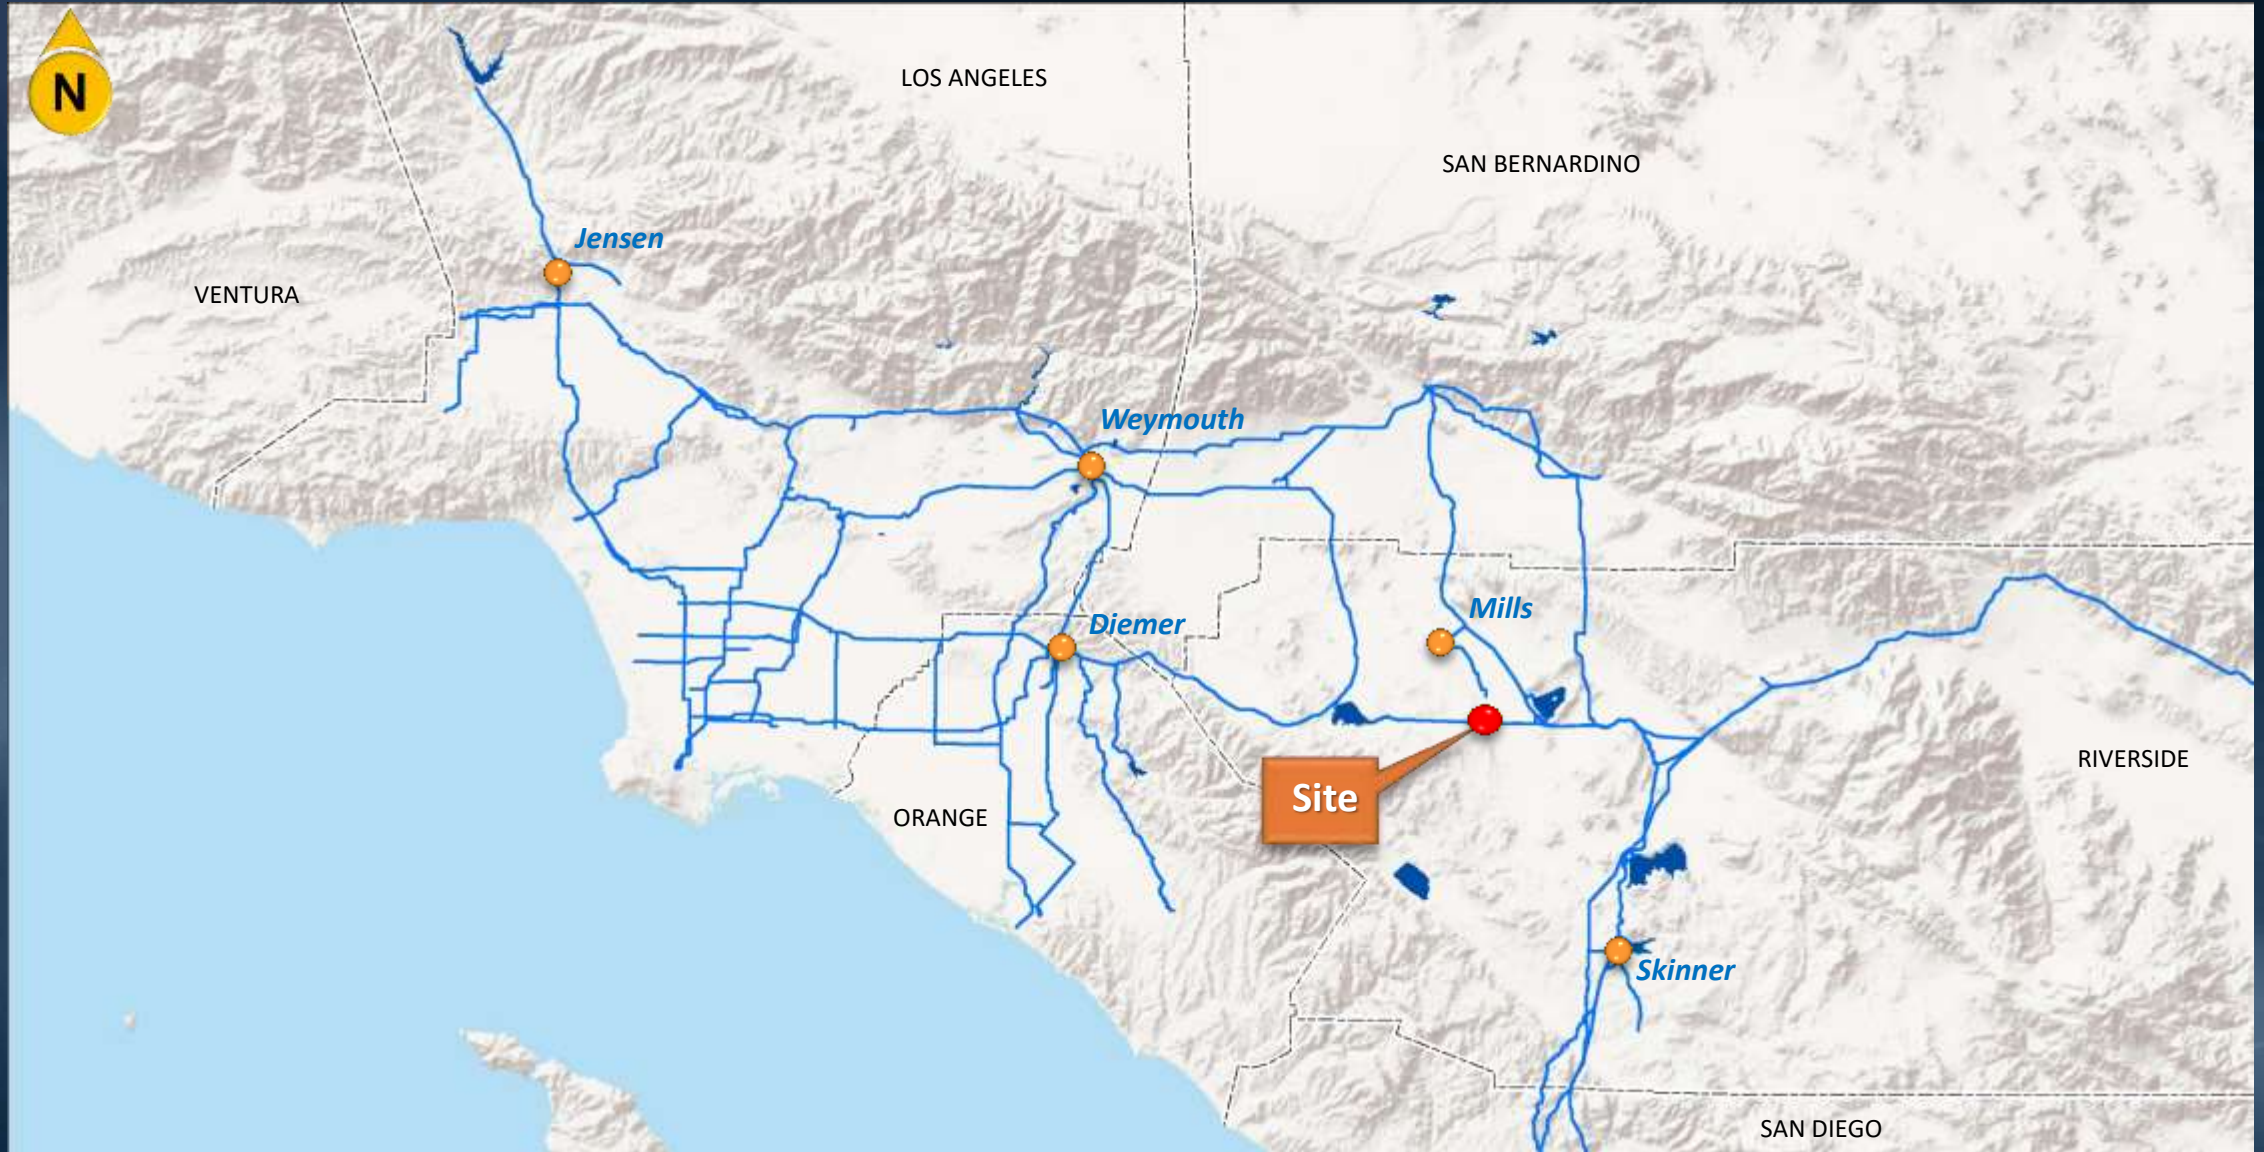 N
LOS ANGELES
SAN BERNARDINO
Jensen
VENTURA
Weymouth
Mills
Diemer
RIVERSIDE
Site
ORANGE
Skinner
SAN DIEGO